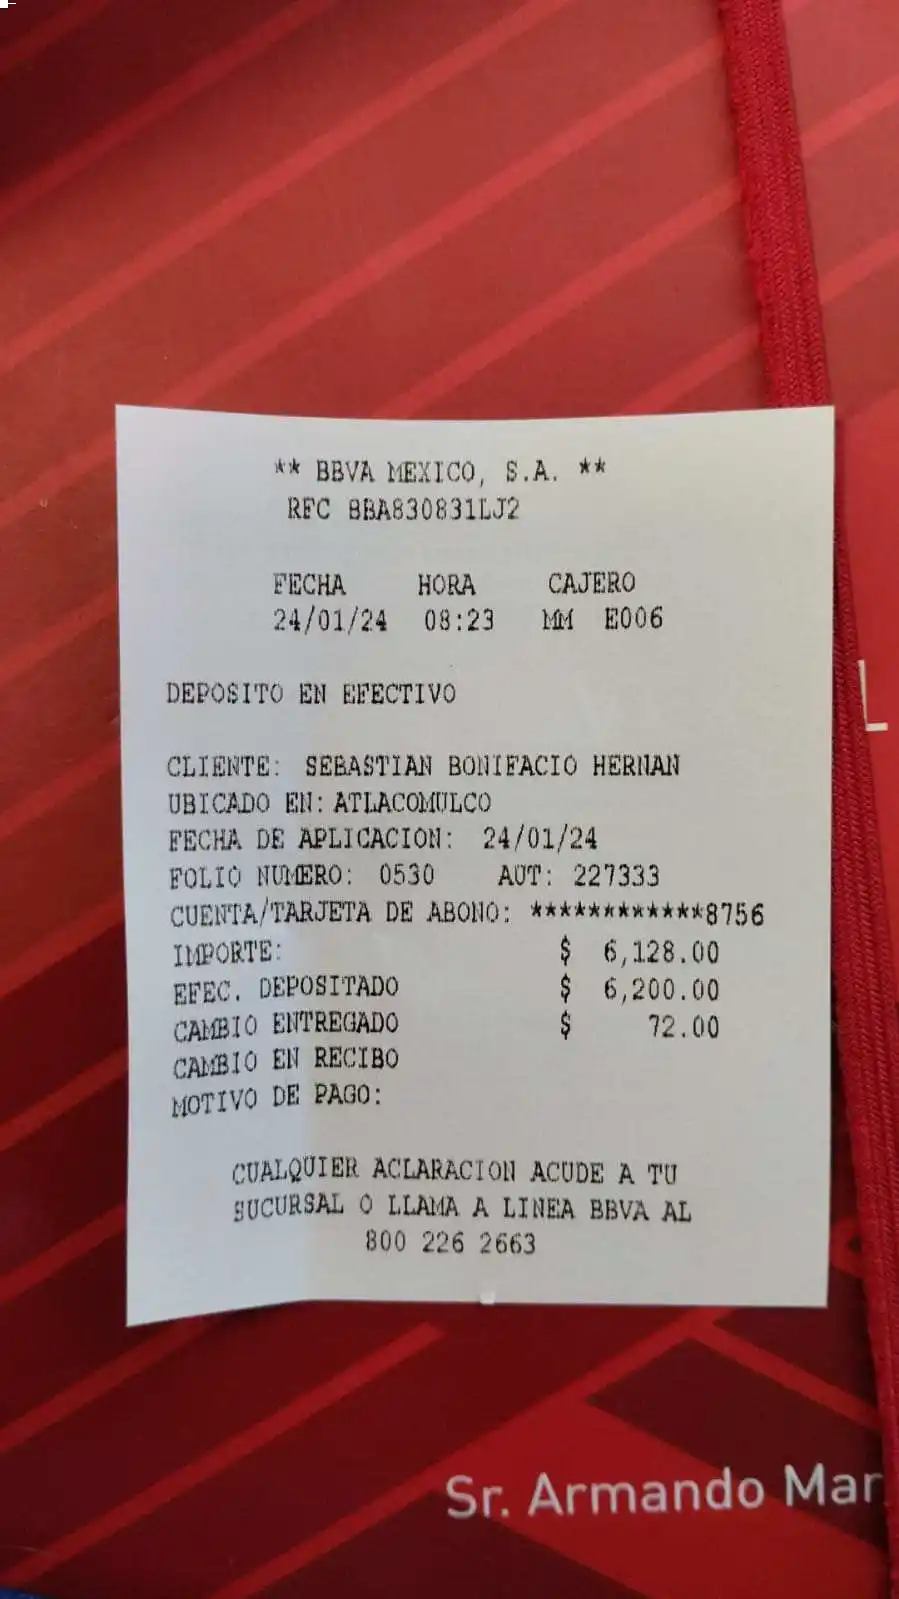 ** BBVA MEXICO, S.A. **
RFC BBA830831LJ2
FECHA HORA CAJERO
24/01/24 08:23 MM E006
DEPOSITO EN EFECTIVO
CLIENTE: SEBASTIAN BONIFACIO HERNAN
UBICADO EN: ATLACOMULCO
FECHA DE APLICACION: 24/01/24
FOLIO NUMERO: 0530 AUT: 227333
CUENTA/TARJETA DE ABONO: ************8756
IMPORTE: $ 6,128.00
EFEC. DEPOSITADO $ 6,200.00
CAMBIO ENTREGADO $ 72.00
CAMBIO EN RECIBO
MOTIVO DE PAGO:
CUALQUIER ACLARACION ACUDE A TU
SUCURSAL O LLAMA A LINEA BBVA AL
800 226 2663
L
Sr. Armando Mar